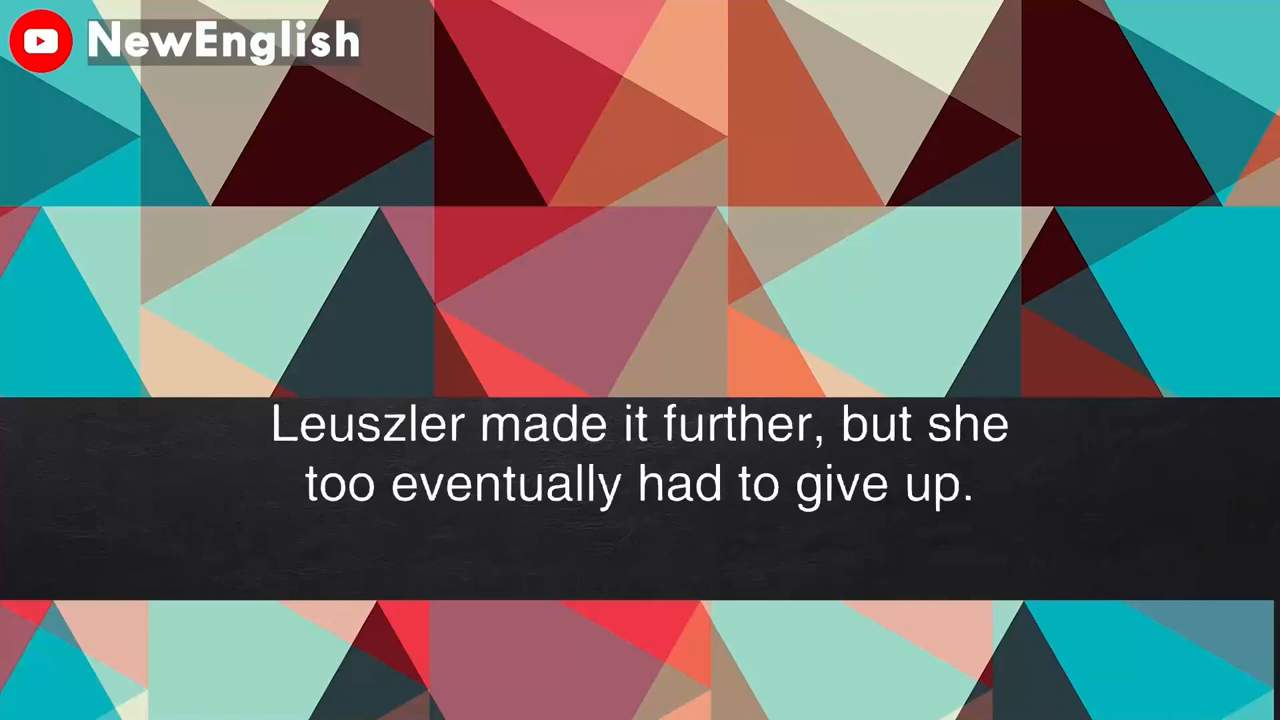 NewEnglish
Leuszler made it further, but she
too eventually had to give up.